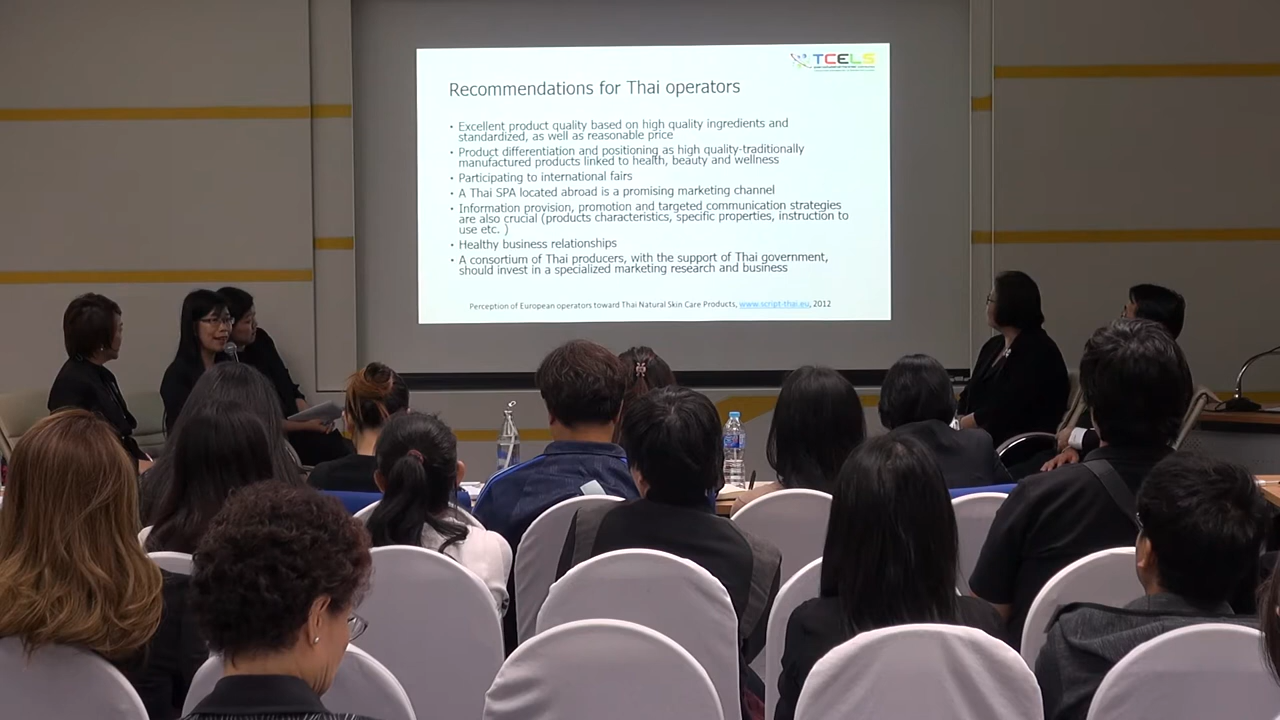 TCELS
Recommendations for Thai operators
• Excellent product quality based on high quality ingredients and
standardized, as well as reasonable price
• Product differentiation and positioning as high quality-traditionally
manufactured products linked to health, beauty and wellness
• Participating to international fairs
• A Thai SPA located abroad is a promising marketing channel
• Information provision, promotion and targeted communication strategies
are also crucial (products characteristics, specific properties, instruction to
use etc. )
• Healthy business relationships
• A consortium of Thai producers, with the support of Thai government,
should invest in a specialized marketing research and business
Perception of European operators toward Thai Natural Skin Care Products, www.script-thai.eu, 2012